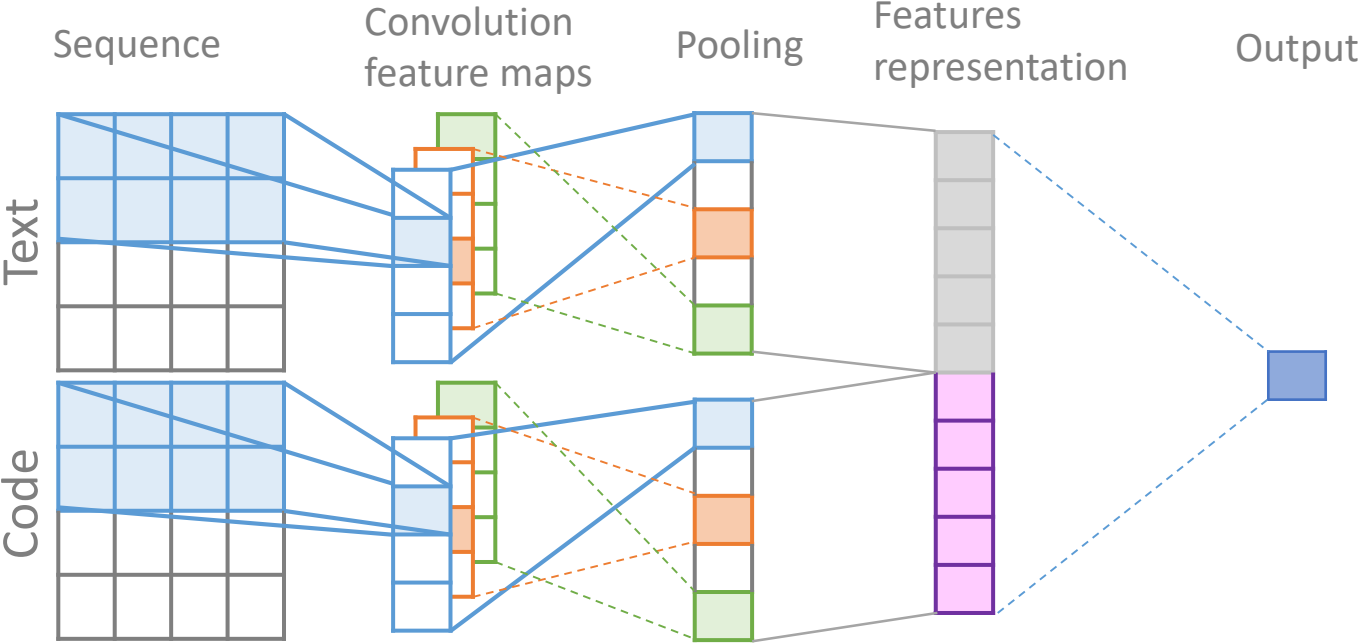 Sequence
Convolution
feature maps
Pooling
Features
representation
Output
Text
Code